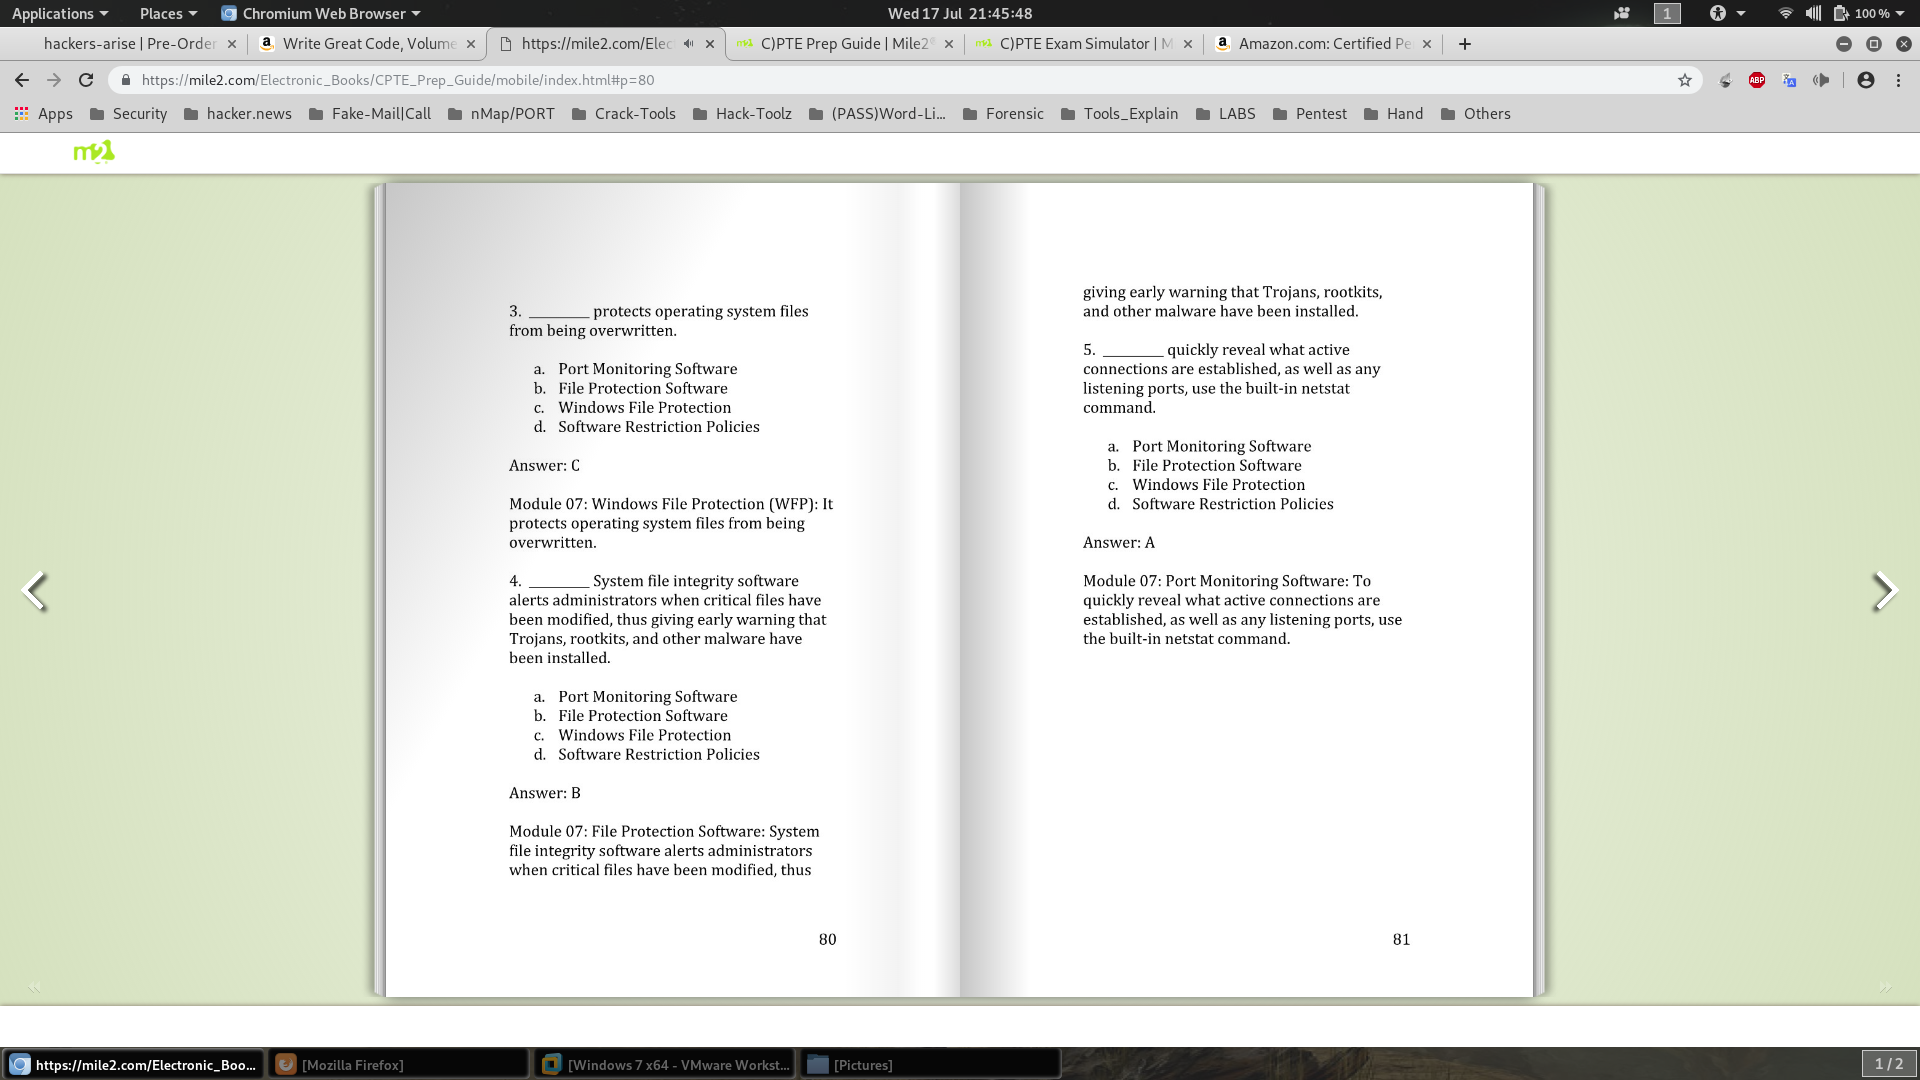 Applications Places Chromium Web Browser Wed 17 Jul 21:45:48 1 100 %
hackers-arise | Pre-Order Write Great Code, Volume https://mile2.com/Elec C)PTE Prep Guide | Mile2® C)PTE Exam Simulator | M Amazon.com: Certified Pe
https://mile2.com/Electronic_Books/CPTE_Prep_Guide/mobile/index.html#p=80 ABP
Apps Security hacker.news Fake-Mail|Call nMap/PORT Crack-Tools Hack-Toolz (PASS)Word-Li... Forensic Tools_Explain LABS Pentest Hand Others
m2
3. ________ protects operating system files
from being overwritten.
a. Port Monitoring Software
b. File Protection Software
c. Windows File Protection
d. Software Restriction Policies
Answer: C
Module 07: Windows File Protection (WFP): It
protects operating system files from being
overwritten.
4. ________ System file integrity software
alerts administrators when critical files have
been modified, thus giving early warning that
Trojans, rootkits, and other malware have
been installed.
a. Port Monitoring Software
b. File Protection Software
c. Windows File Protection
d. Software Restriction Policies
Answer: B
Module 07: File Protection Software: System
file integrity software alerts administrators
when critical files have been modified, thus
80
giving early warning that Trojans, rootkits,
and other malware have been installed.
5. ________ quickly reveal what active
connections are established, as well as any
listening ports, use the built-in netstat
command.
a. Port Monitoring Software
b. File Protection Software
c. Windows File Protection
d. Software Restriction Policies
Answer: A
Module 07: Port Monitoring Software: To
quickly reveal what active connections are
established, as well as any listening ports, use
the built-in netstat command.
81
https://mile2.com/Electronic_Boo... [Mozilla Firefox] [Windows 7 x64 - VMware Workst... [Pictures] 1 / 2